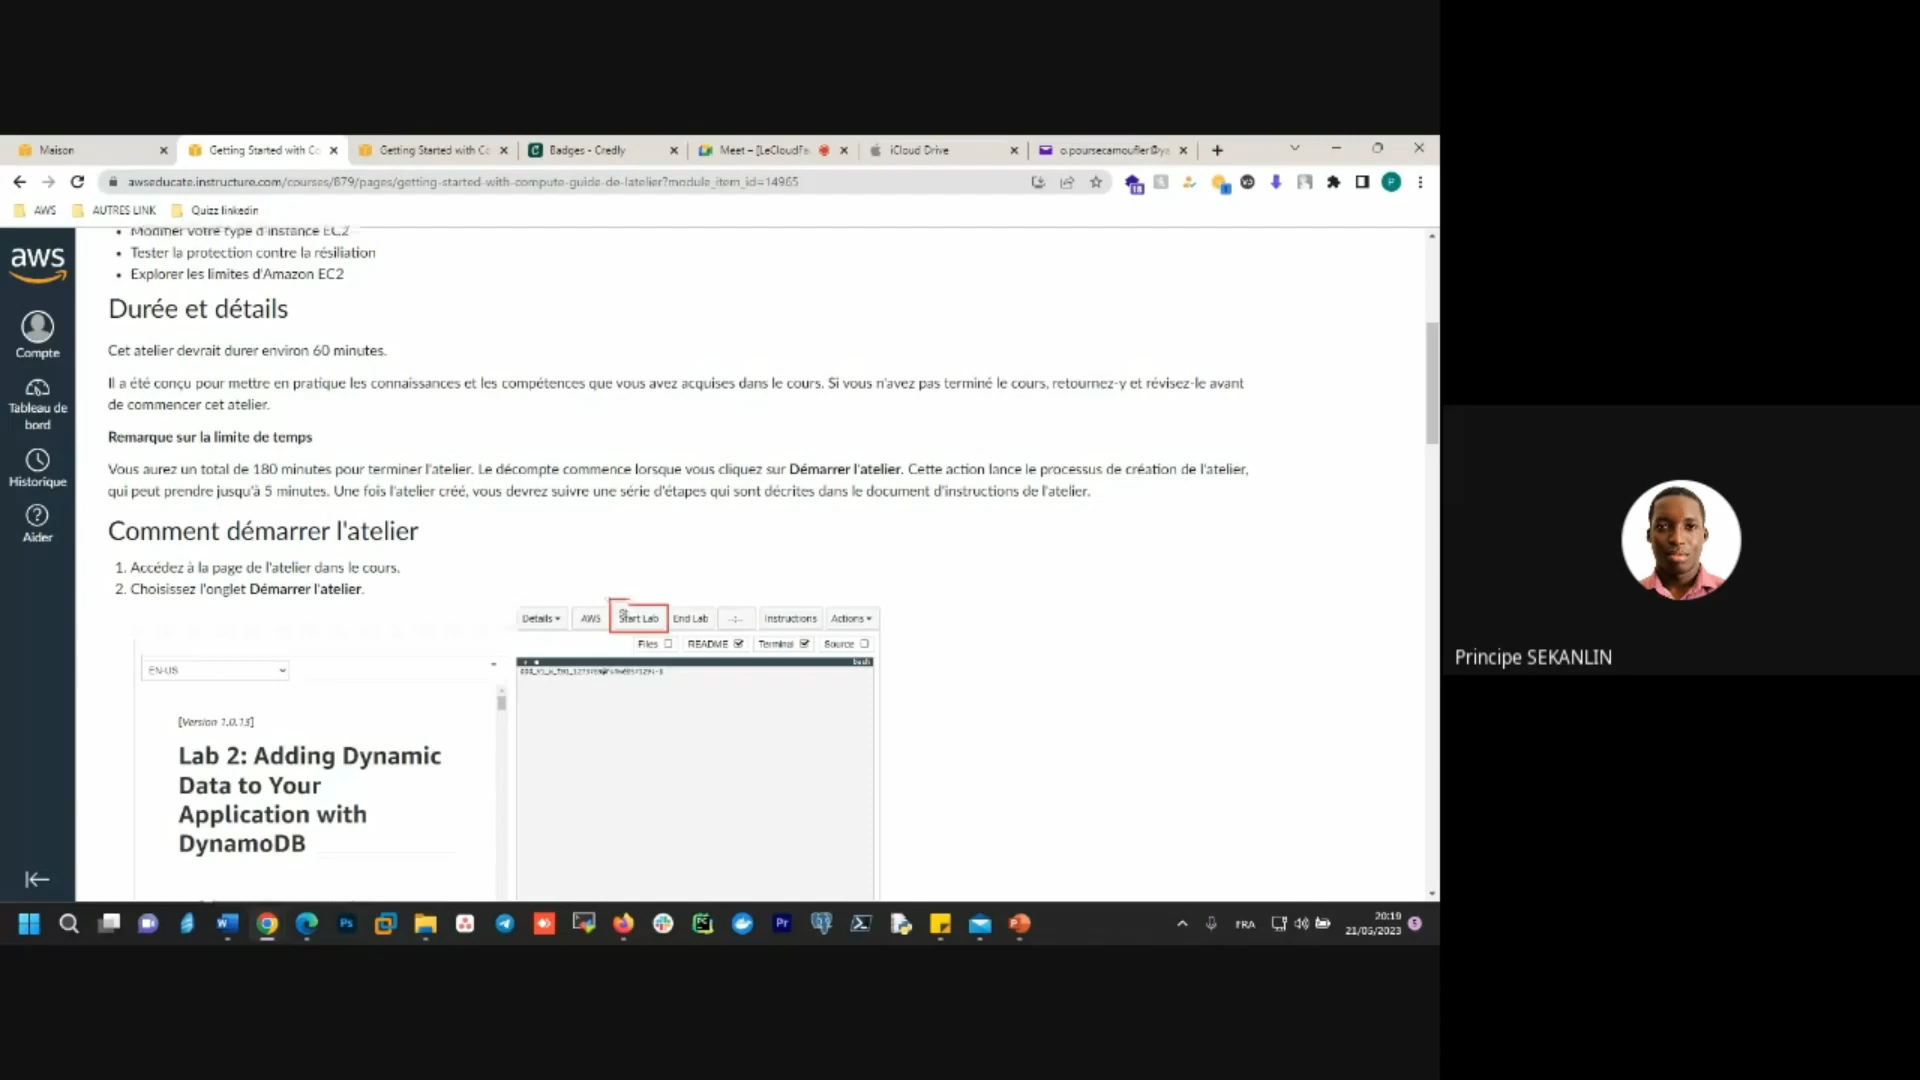 Maison
Getting Started with Co
Getting Started with Co
Badges - Credly
Meet – [LeCloudFa
iCloud Drive
o.poursecamoufler@ya
awseducate.instructure.com/courses/879/pages/getting-started-with-compute-guide-de-latelier?module_item_id=14965
AWS
AUTRES LINK
Quizz linkedin
aws
Compte
Tableau de
bord
Historique
Aider
Modifier votre type d'instance EC2
Tester la protection contre la résiliation
Explorer les limites d'Amazon EC2
Durée et détails
Cet atelier devrait durer environ 60 minutes.
Il a été conçu pour mettre en pratique les connaissances et les compétences que vous avez acquises dans le cours. Si vous n'avez pas terminé le cours, retournez-y et révisez-le avant
de commencer cet atelier.
Remarque sur la limite de temps
Vous aurez un total de 180 minutes pour terminer l'atelier. Le décompte commence lorsque vous cliquez sur Démarrer l'atelier. Cette action lance le processus de création de l'atelier,
qui peut prendre jusqu'à 5 minutes. Une fois l'atelier créé, vous devrez suivre une série d'étapes qui sont décrites dans le document d'instructions de l'atelier.
Comment démarrer l'atelier
1. Accédez à la page de l'atelier dans le cours.
2. Choisissez l'onglet Démarrer l'atelier.
Details
AWS
Start Lab
End Lab
--:--
Instructions
Actions
Files
README
Terminal
Source
EN-US
bash
[Version 1.0.13]
Lab 2: Adding Dynamic
Data to Your
Application with
DynamoDB
Principe SEKANLIN
FRA
20:19
21/05/2023
5